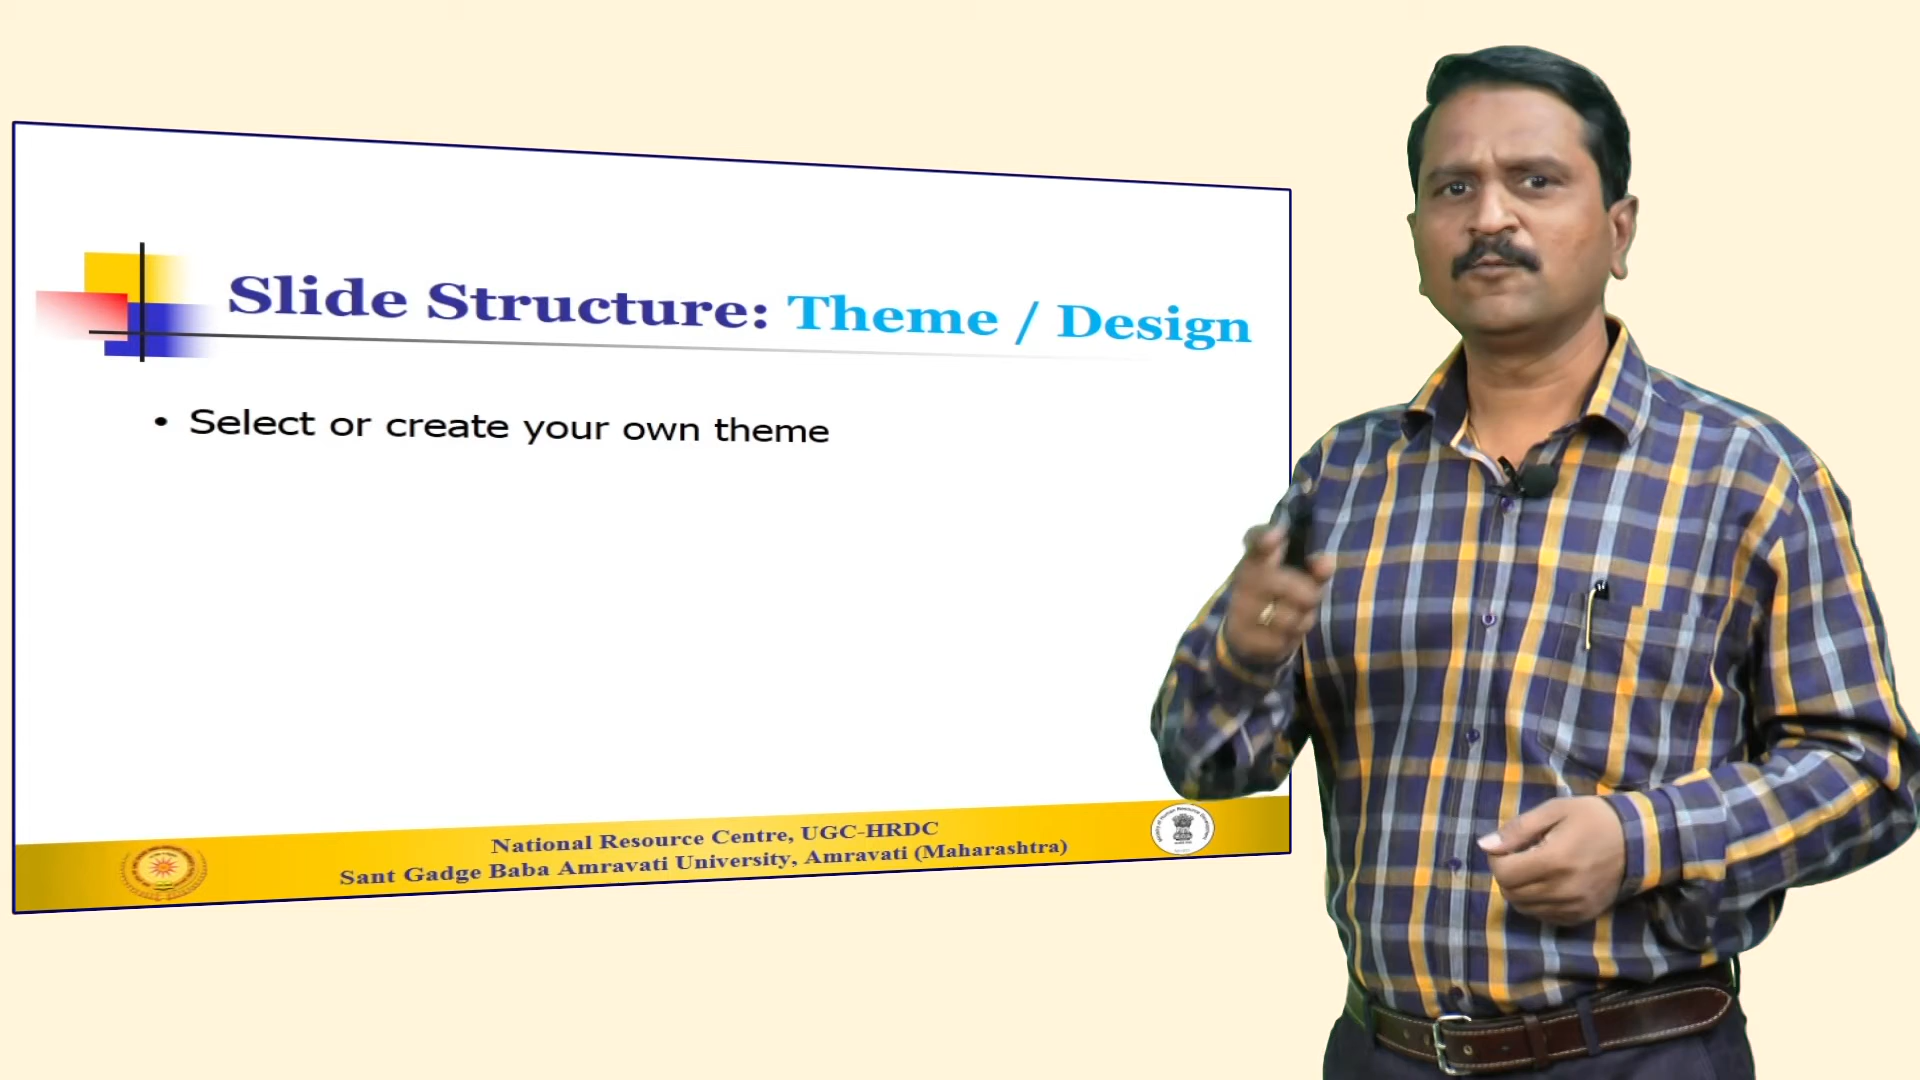 Slide Structure: Theme / Design
• Select or create your own theme
National Resource Centre, UGC-HRDC
Sant Gadge Baba Amravati University, Amravati (Maharashtra)